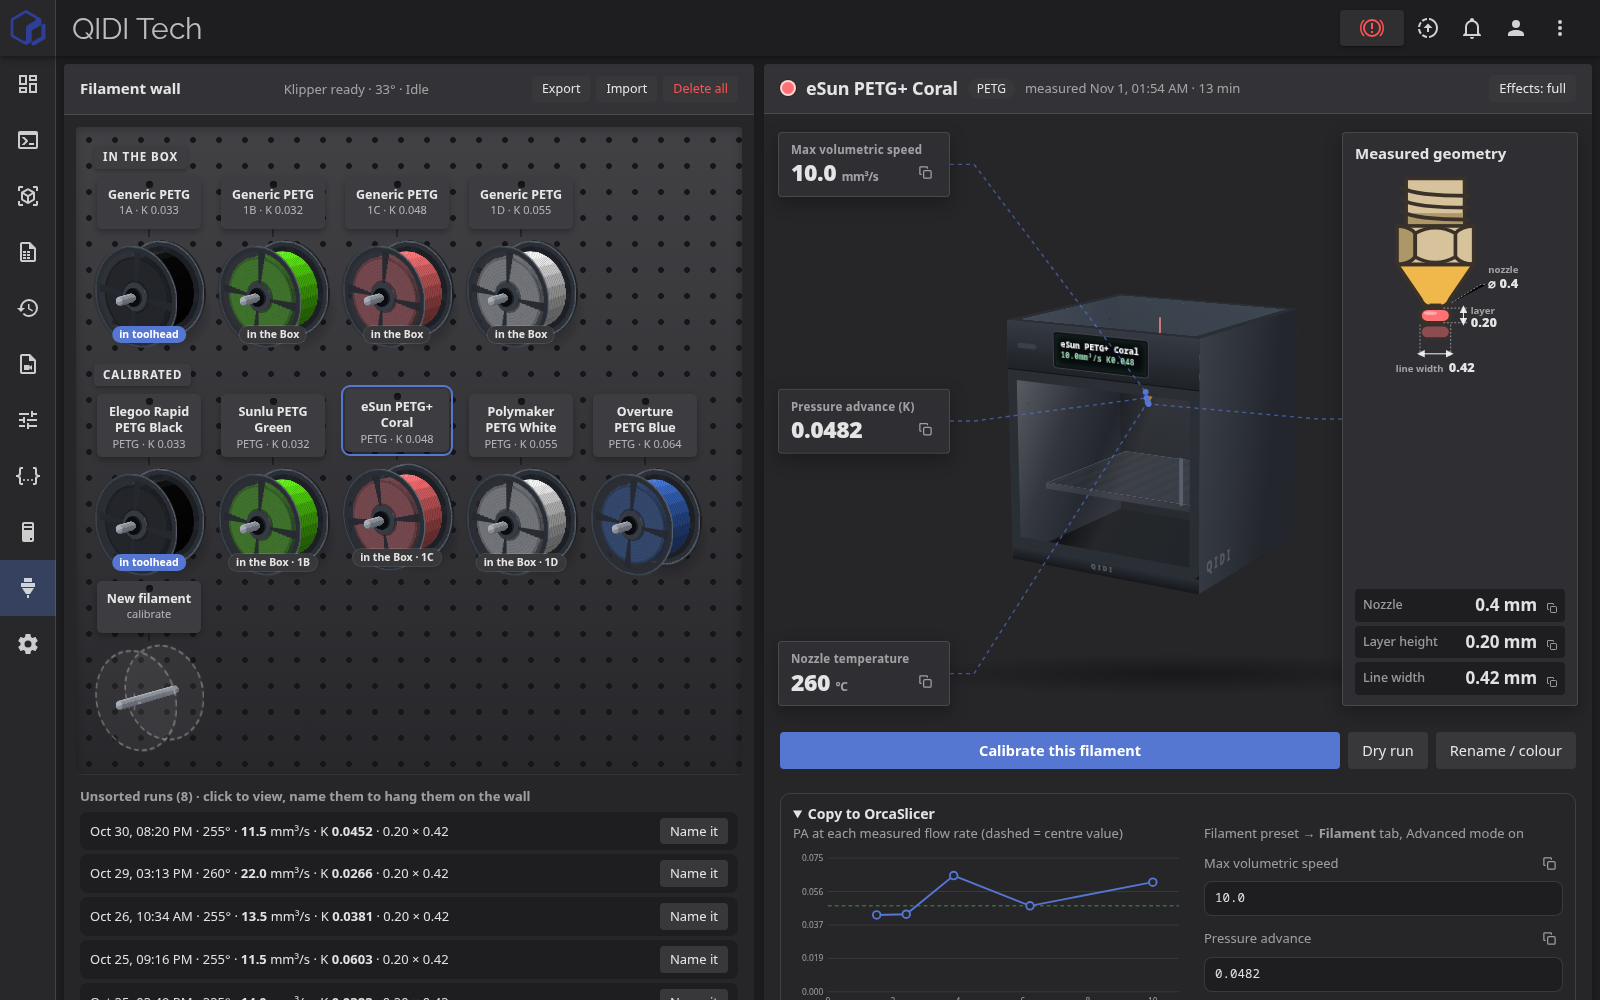 QIDI Tech
Filament wall
Klipper ready · 33° · Idle
Export
Import
Delete all
IN THE BOX
Generic PETG
1A · K 0.033
Generic PETG
1B · K 0.032
Generic PETG
1C · K 0.048
Generic PETG
1D · K 0.055
in toolhead
in the Box
in the Box
in the Box
CALIBRATED
Elegoo Rapid
PETG Black
PETG · K 0.033
Sunlu PETG
Green
PETG · K 0.032
eSun PETG+
Coral
PETG · K 0.048
Polymaker
PETG White
PETG · K 0.055
Overture
PETG Blue
PETG · K 0.064
in toolhead
in the Box · 1B
in the Box · 1C
in the Box · 1D
New filament
calibrate
Unsorted runs (8) · click to view, name them to hang them on the wall
Oct 30, 08:20 PM · 255° · 11.5 mm³/s · K 0.0452 · 0.20 × 0.42
Name it
Oct 29, 03:13 PM · 260° · 22.0 mm³/s · K 0.0266 · 0.20 × 0.42
Name it
Oct 26, 10:34 AM · 255° · 13.5 mm³/s · K 0.0381 · 0.20 × 0.42
Name it
Oct 25, 09:16 PM · 255° · 11.5 mm³/s · K 0.0603 · 0.20 × 0.42
Name it
eSun PETG+ Coral
PETG
measured Nov 1, 01:54 AM · 13 min
Effects: full
Max volumetric speed
10.0 mm³/s
Pressure advance (K)
0.0482
Nozzle temperature
260 °C
eSun PETG+ Coral
10.0mm³/s K0.048
QIDI
QIDI
Measured geometry
nozzle
⌀ 0.4
layer
0.20
line width 0.42
Nozzle 0.4 mm
Layer height 0.20 mm
Line width 0.42 mm
Calibrate this filament
Dry run
Rename / colour
▼ Copy to OrcaSlicer
PA at each measured flow rate (dashed = centre value)
0.075
0.056
0.037
0.019
0.000
Filament preset → Filament tab, Advanced mode on
Max volumetric speed
10.0
Pressure advance
0.0482